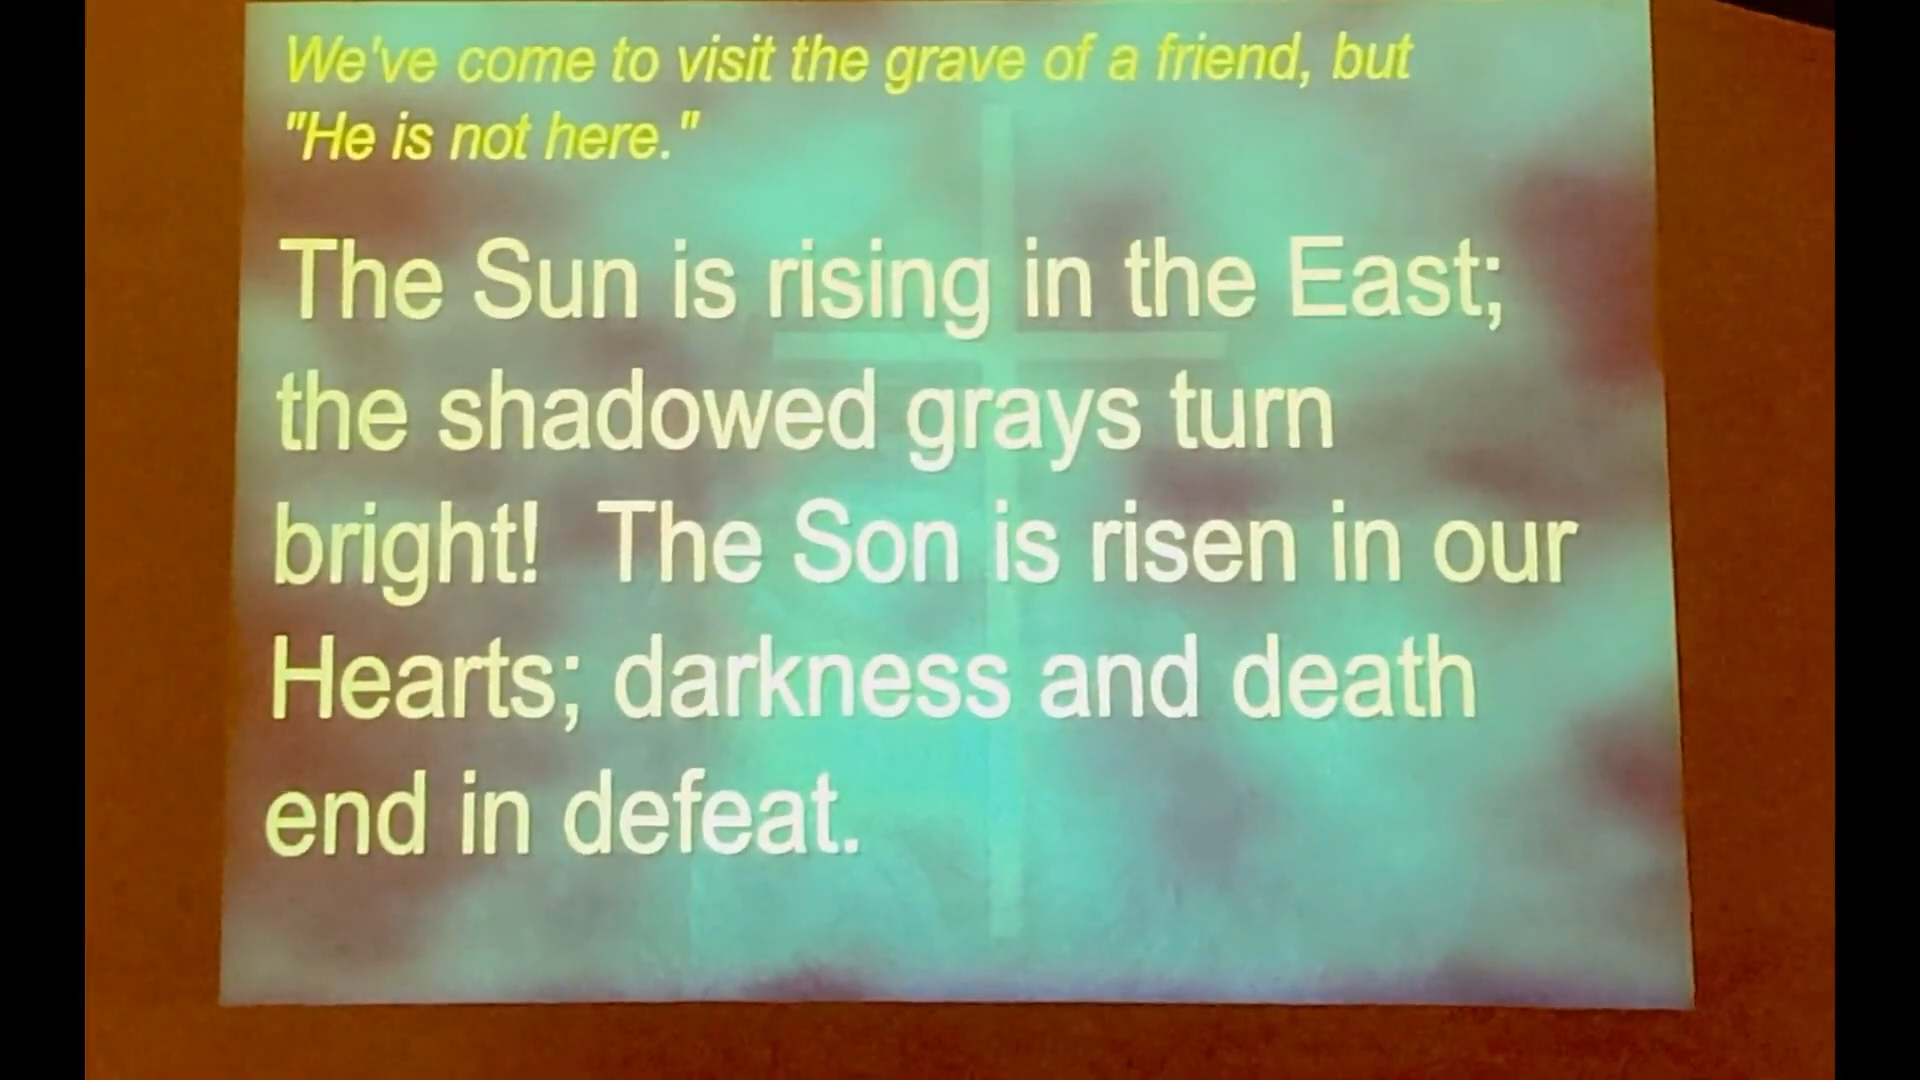 We've come to visit the grave of a friend, but
"He is not here."
The Sun is rising in the East;
the shadowed grays turn
bright!  The Son is risen in our
Hearts; darkness and death
end in defeat.